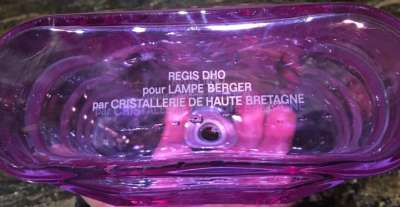 REGIS DHO
pour LAMPE BERGER
par CRISTALLERIE DE HAUTE BRETAGNE